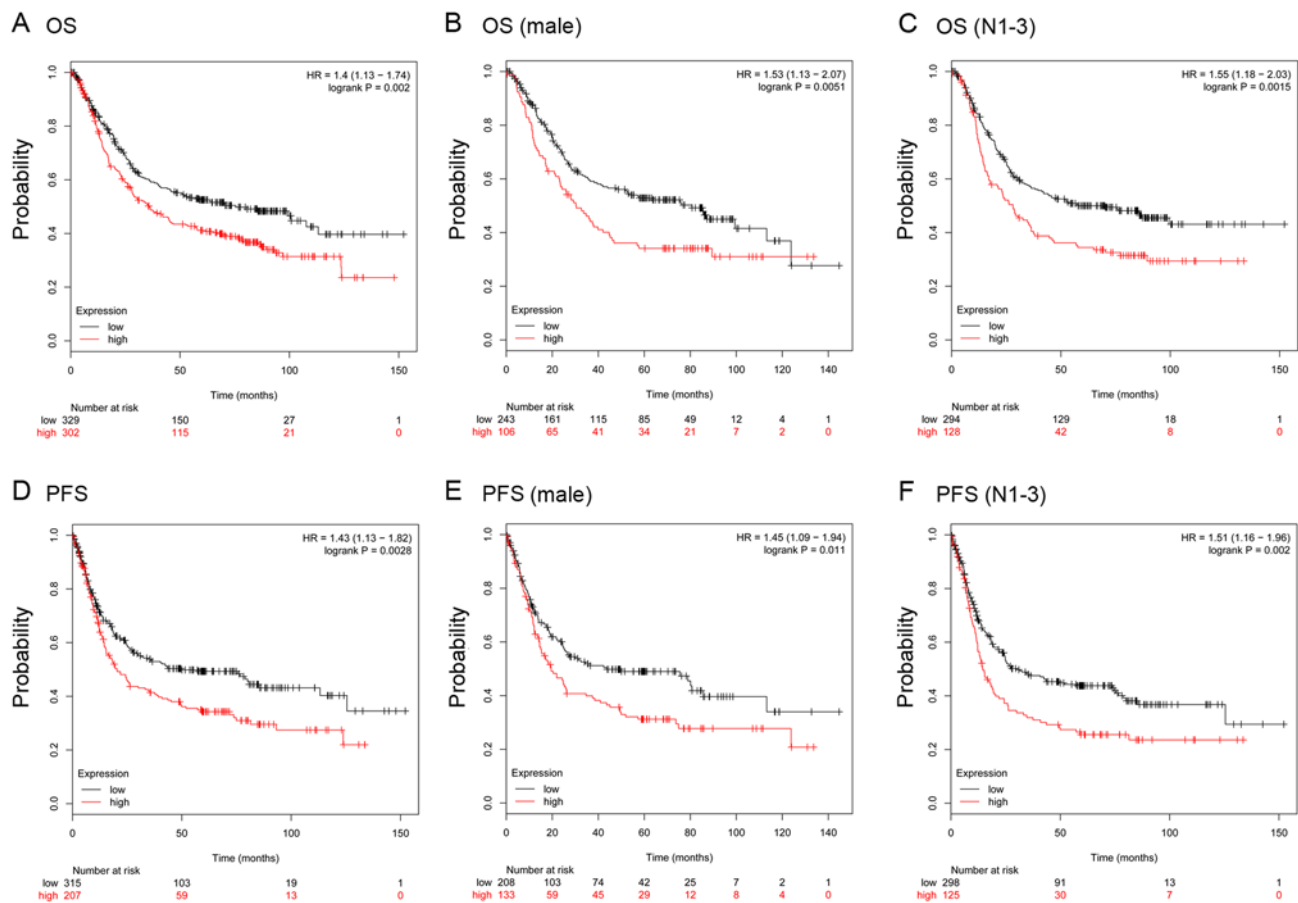 A OS
Probability
1.0
0.8
0.6
0.4
0.2
0.0
HR = 1.4 (1.13 − 1.74)
logrank P = 0.002
Expression
low
high
0 50 100 150
Time (months)
Number at risk
low 329 150 27 1
high 302 115 21 0
B OS (male)
Probability
1.0
0.8
0.6
0.4
0.2
0.0
HR = 1.53 (1.13 − 2.07)
logrank P = 0.0051
Expression
low
high
0 20 40 60 80 100 120 140
Time (months)
Number at risk
low 243 161 115 85 49 12 4 1
high 106 65 41 34 21 7 2 0
C OS (N1-3)
Probability
1.0
0.8
0.6
0.4
0.2
0.0
HR = 1.55 (1.18 − 2.03)
logrank P = 0.0015
Expression
low
high
0 50 100 150
Time (months)
Number at risk
low 294 129 18 1
high 128 42 8 0
D PFS
Probability
1.0
0.8
0.6
0.4
0.2
0.0
HR = 1.43 (1.13 − 1.82)
logrank P = 0.0028
Expression
low
high
0 50 100 150
Time (months)
Number at risk
low 315 103 19 1
high 207 59 13 0
E PFS (male)
Probability
1.0
0.8
0.6
0.4
0.2
0.0
HR = 1.45 (1.09 − 1.94)
logrank P = 0.011
Expression
low
high
0 20 40 60 80 100 120 140
Time (months)
Number at risk
low 208 103 74 42 25 7 2 1
high 133 59 45 29 12 8 4 0
F PFS (N1-3)
Probability
1.0
0.8
0.6
0.4
0.2
0.0
HR = 1.51 (1.16 − 1.96)
logrank P = 0.002
Expression
low
high
0 50 100 150
Time (months)
Number at risk
low 298 91 13 1
high 125 30 7 0